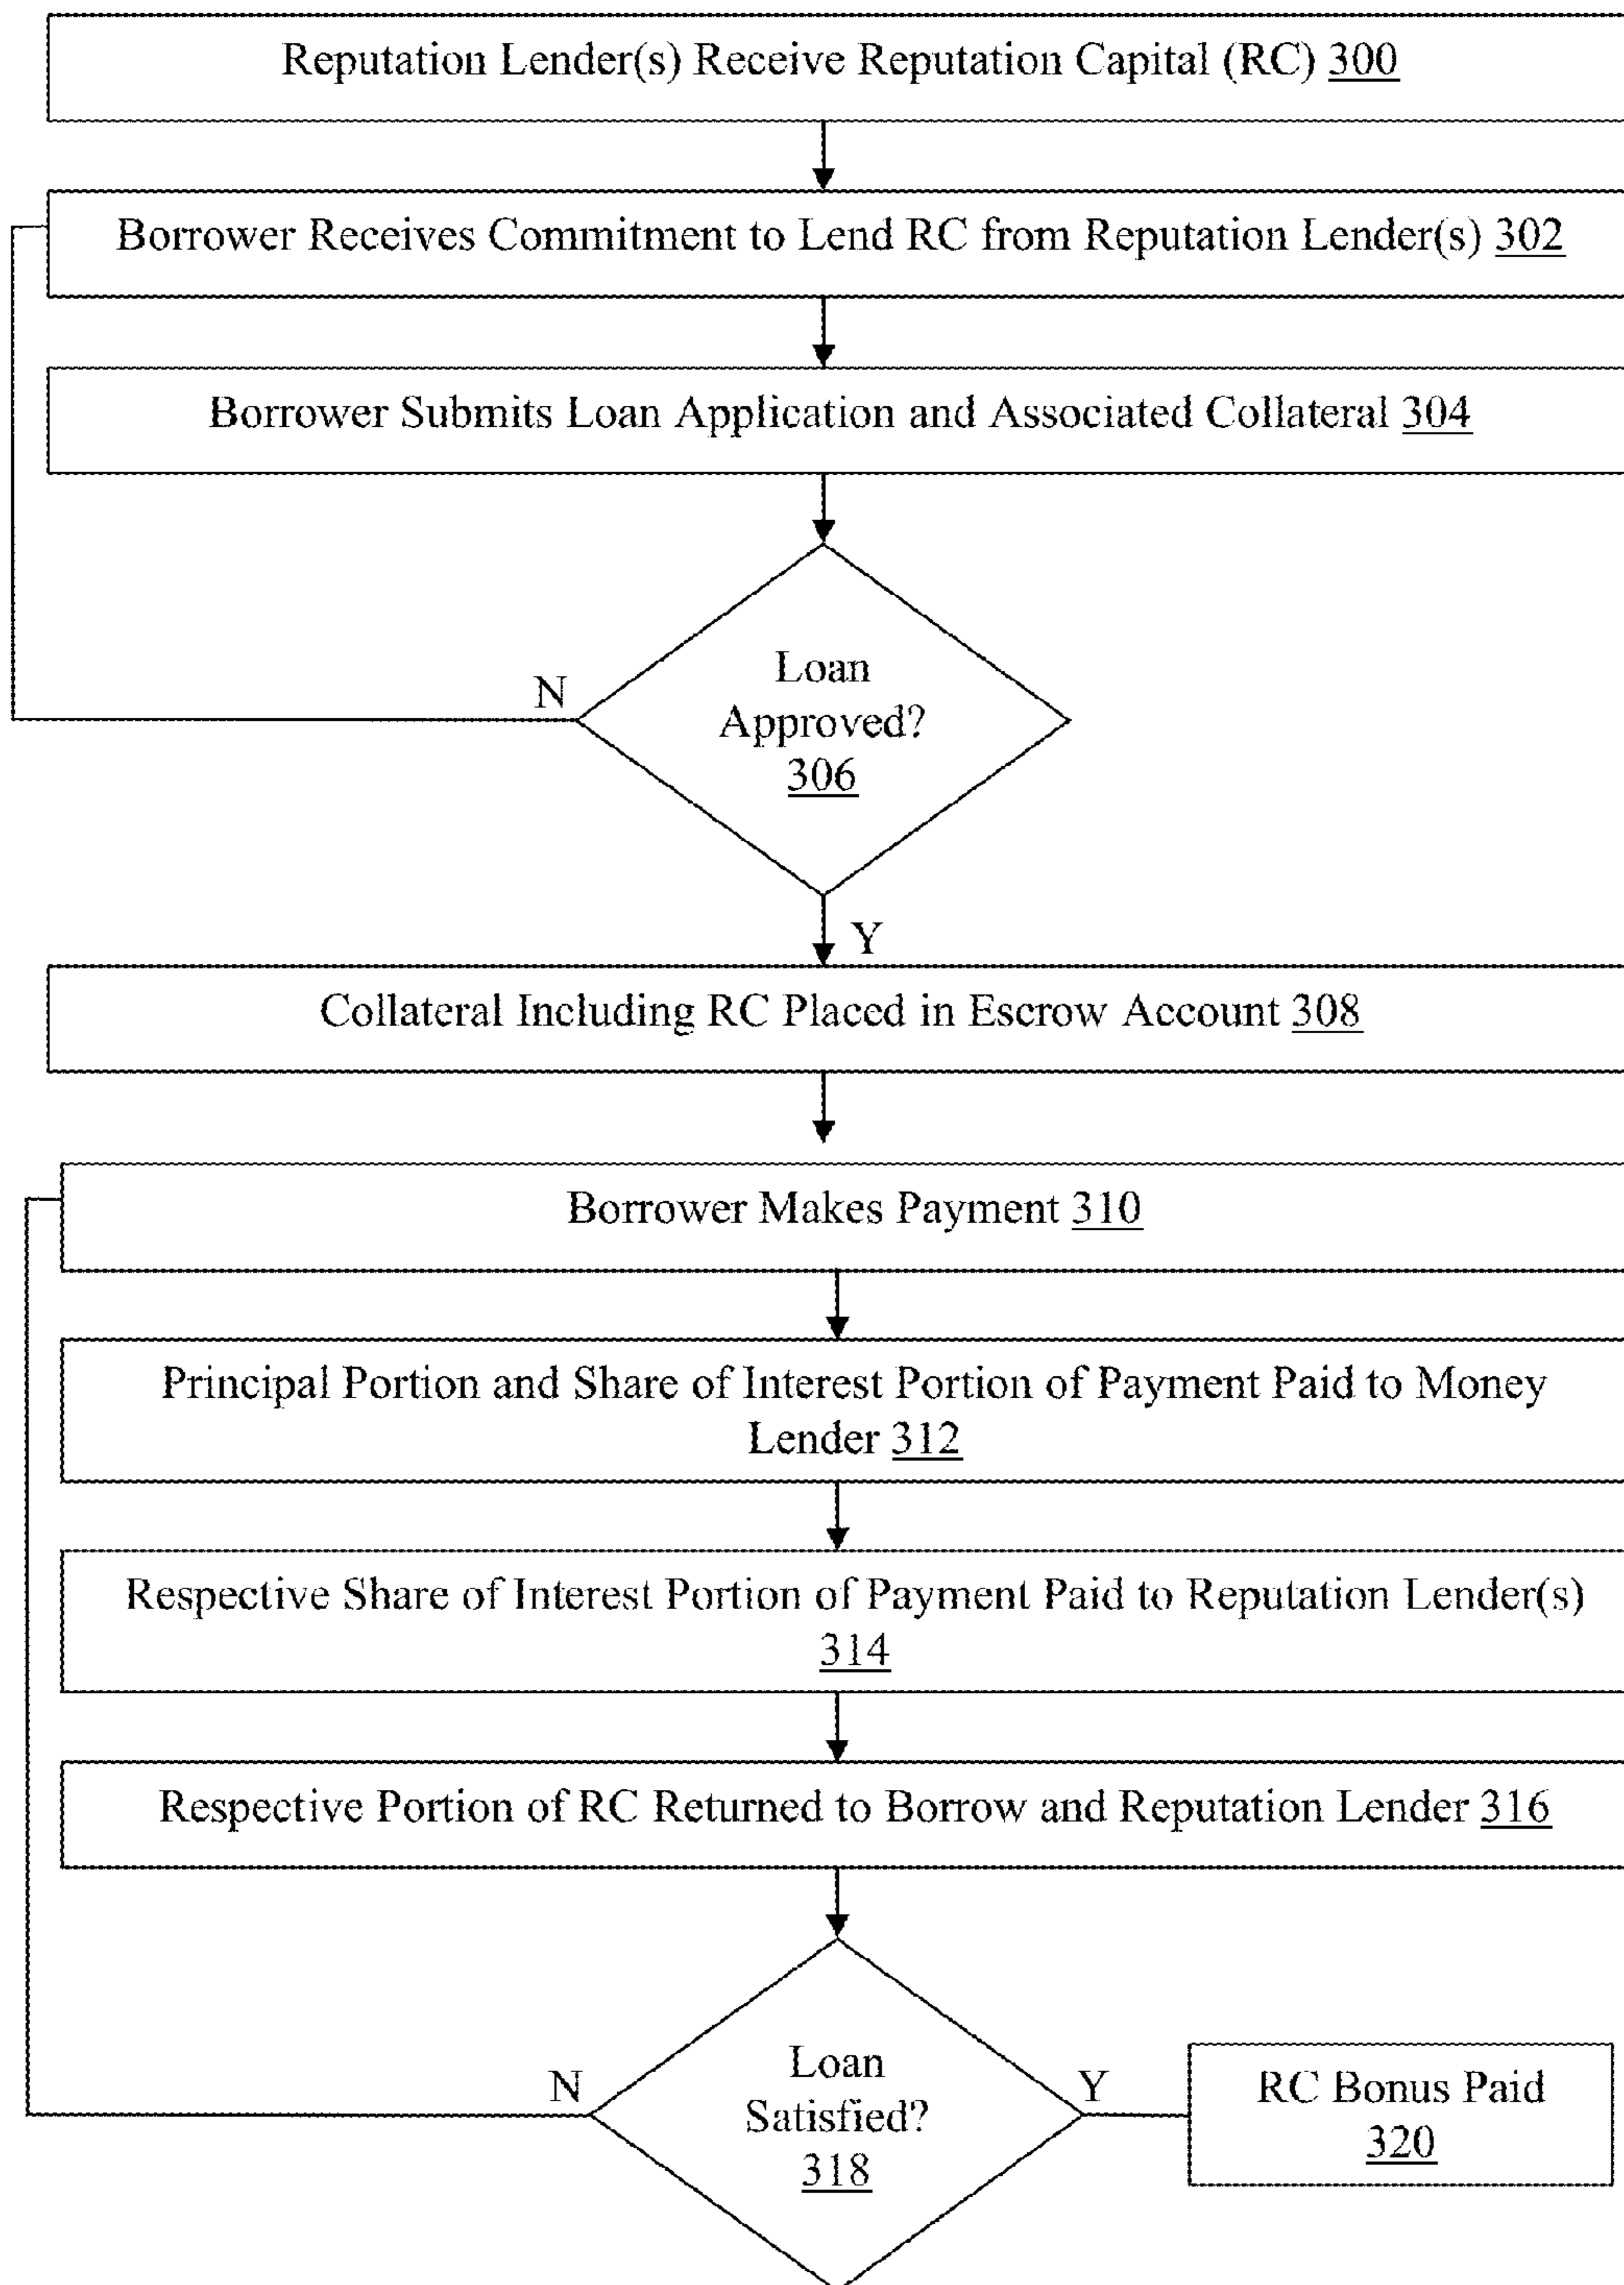 Reputation Lender(s) Receive Reputation Capital (RC) 300
Borrower Receives Commitment to Lend RC from Reputation Lender(s) 302
Borrower Submits Loan Application and Associated Collateral 304
Loan
Approved?
306
N
Y
Collateral Including RC Placed in Escrow Account 308
Borrower Makes Payment 310
Principal Portion and Share of Interest Portion of Payment Paid to Money
Lender 312
Respective Share of Interest Portion of Payment Paid to Reputation Lender(s)
314
Respective Portion of RC Returned to Borrow and Reputation Lender 316
N
Loan
Satisfied?
318
Y
RC Bonus Paid
320